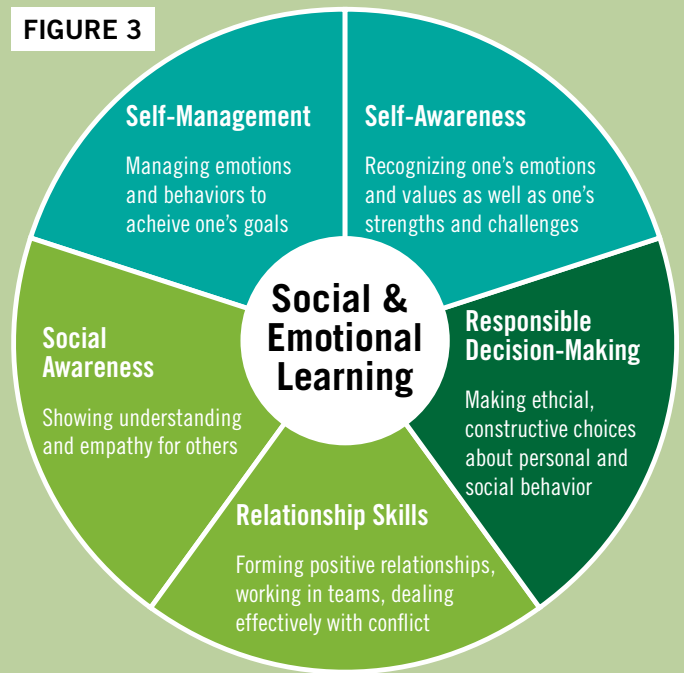 FIGURE 3
Self-Management
Managing emotions
and behaviors to
acheive one's goals
Self-Awareness
Recognizing one's emotions
and values as well as one's
strengths and challenges
Social &
Emotional
Learning
Responsible
Decision-Making
Making ethcial,
constructive choices
about personal and
social behavior
Social
Awareness
Showing understanding
and empathy for others
Relationship Skills
Forming positive relationships,
working in teams, dealing
effectively with conflict